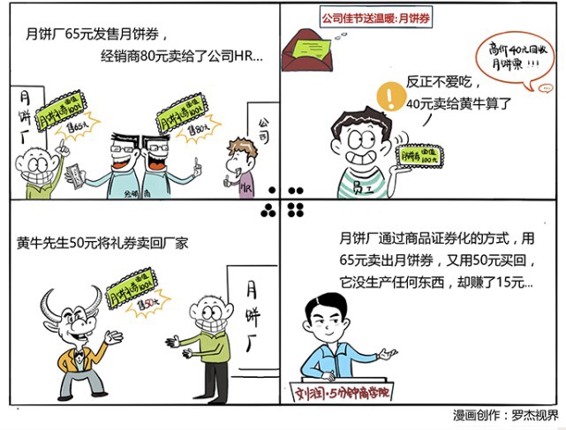 月饼厂65元发售月饼券，
经销商80元卖给了公司HR…
月饼厂
月饼礼券 面值100元
售65元
月饼礼券 面值100元
售80元
经销商
公司
HR
公司佳节送温暖:月饼券
高价40元回收
月饼票!!!
反正不爱吃，
40元卖给黄牛算了
面值
100元
员工
黄牛先生50元将礼券卖回厂家
月饼礼券 面值100元
售50元
月饼厂
月饼厂通过商品证券化的方式，用
65元卖出月饼券，又用50元买回，
它没生产任何东西，却赚了15元…
刘润·5分钟商学院
漫画创作：罗杰视界